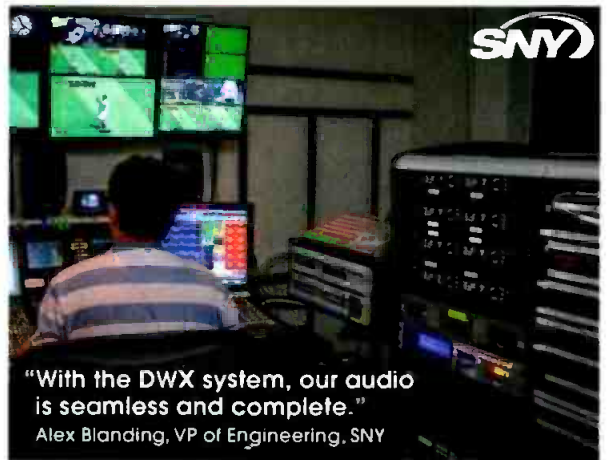 SNY
"With the DWX system, our audio
is seamless and complete."
Alex Blanding, VP of Engineering, SNY